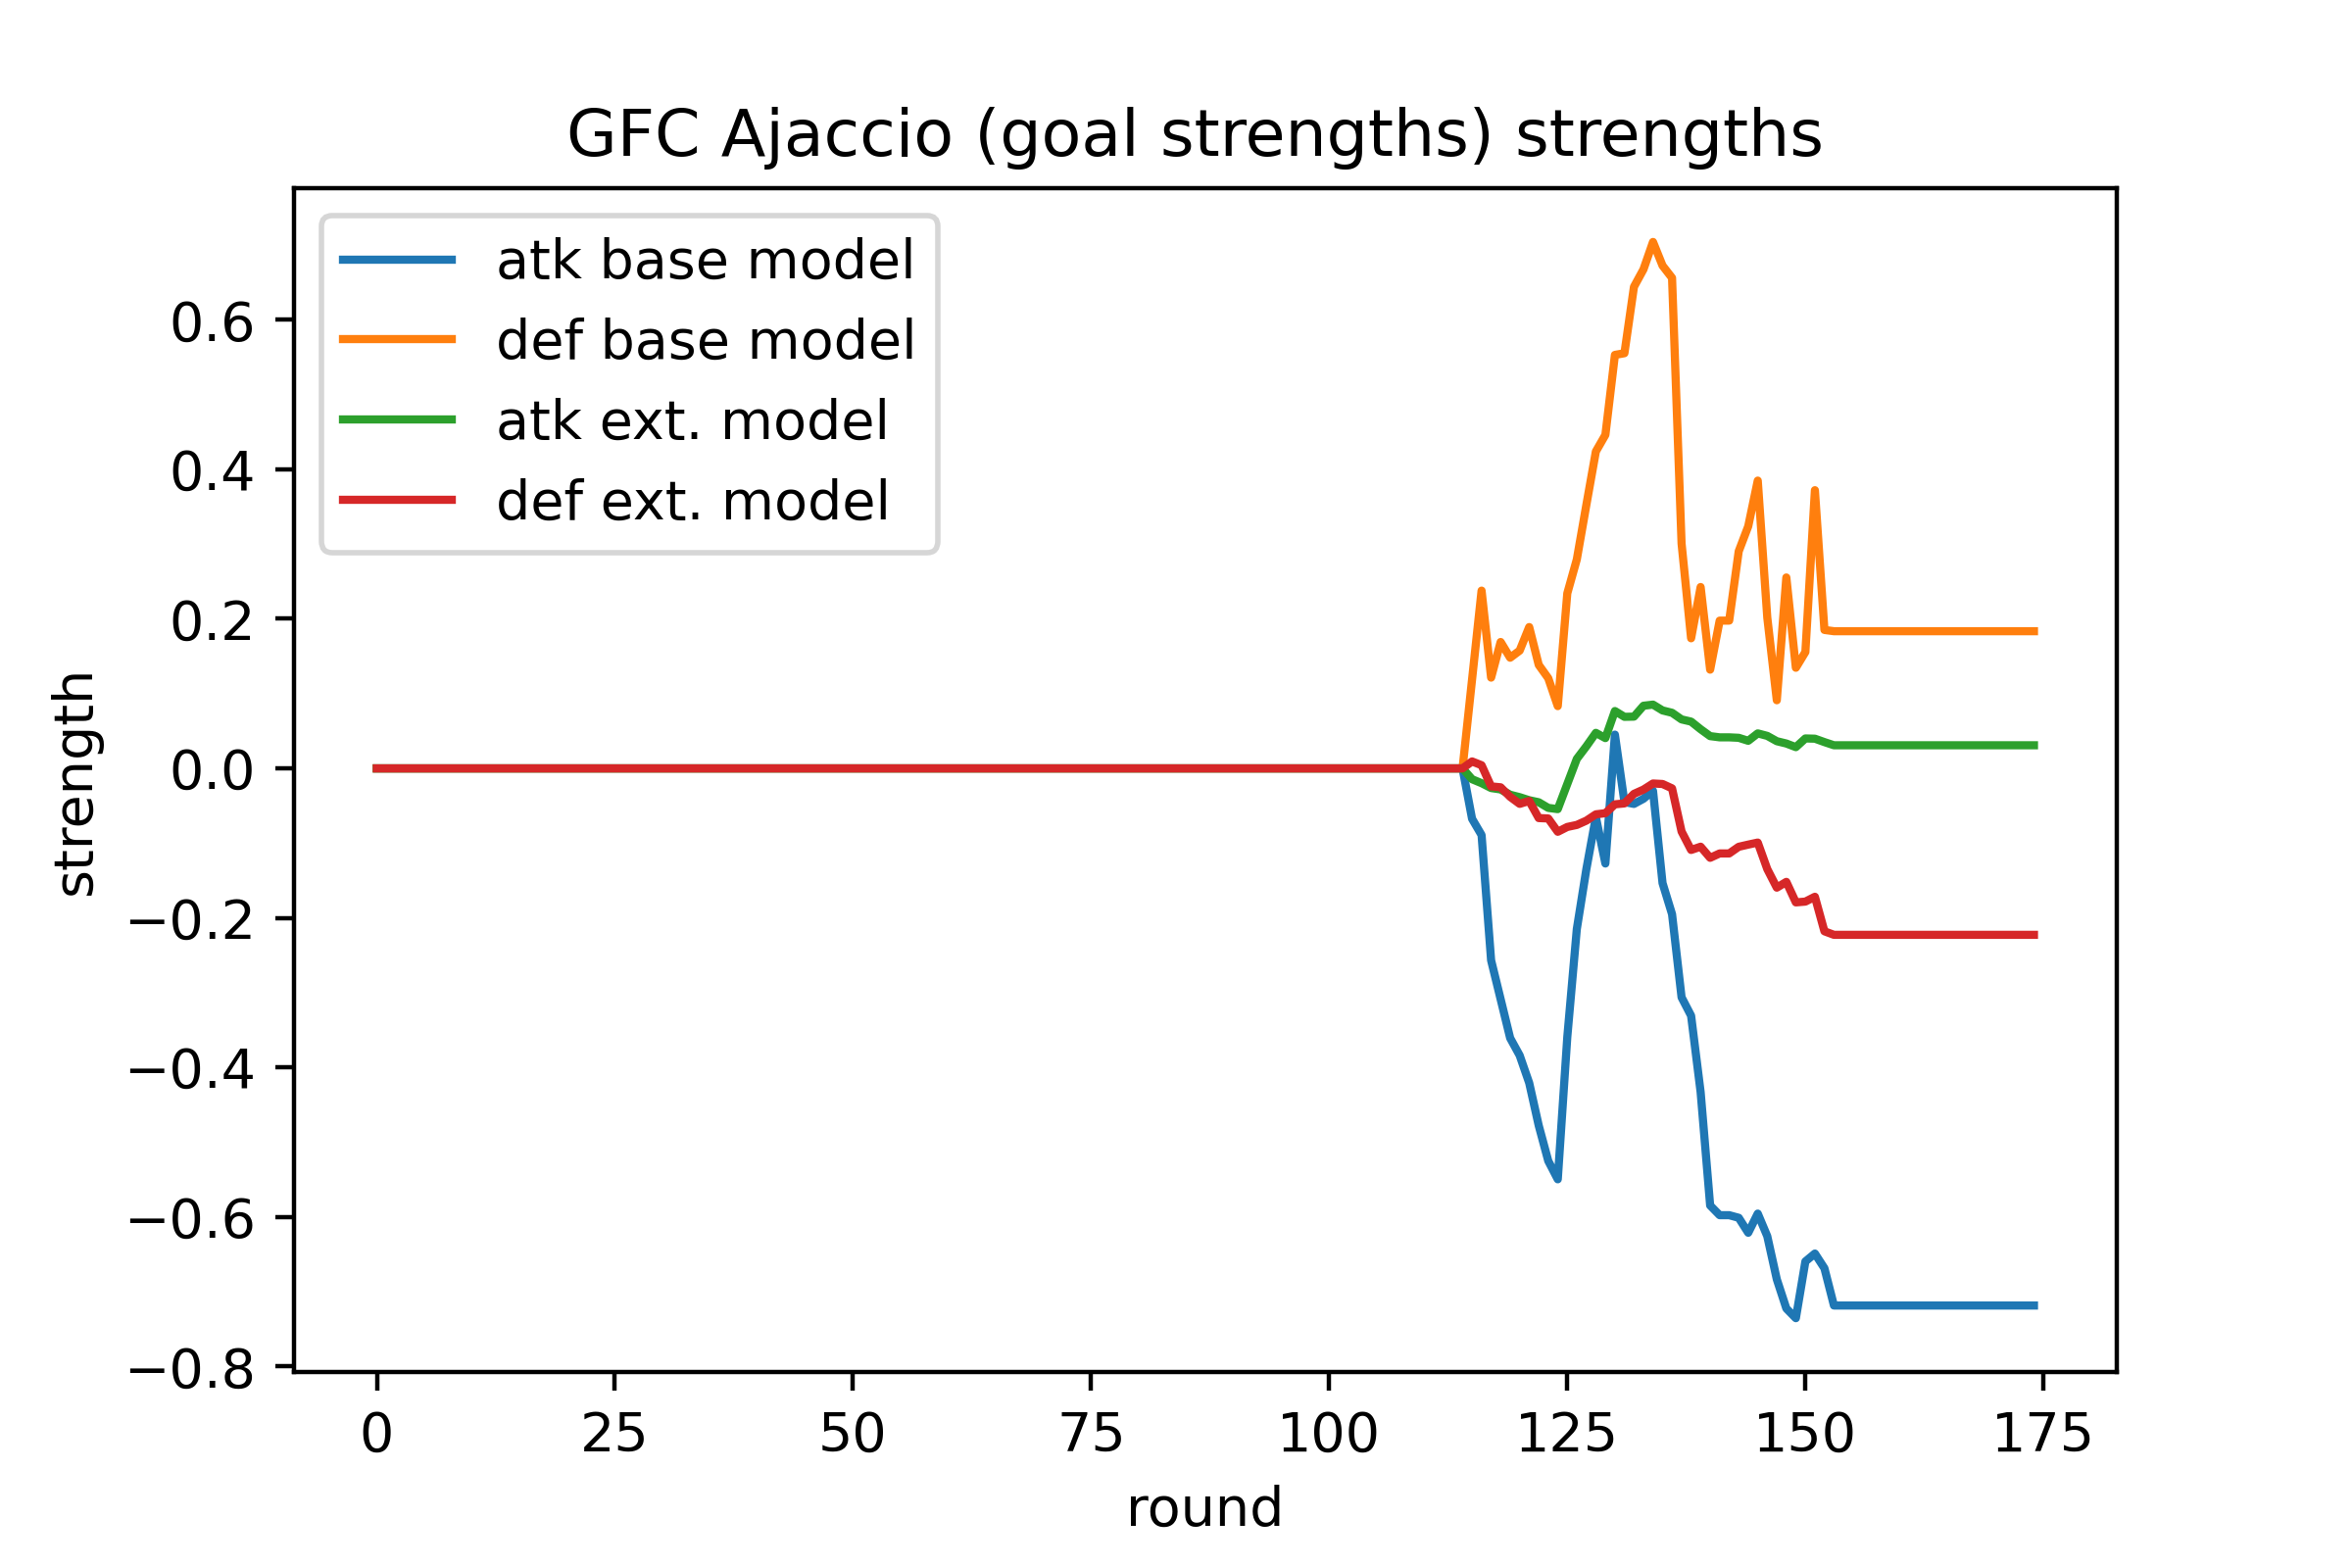 GFC Ajaccio (goal strengths) strengths
atk base model
def base model
atk ext. model
def ext. model
strength
0.6
0.4
0.2
0.0
−0.2
−0.4
−0.6
−0.8
0 25 50 75 100 125 150 175
round